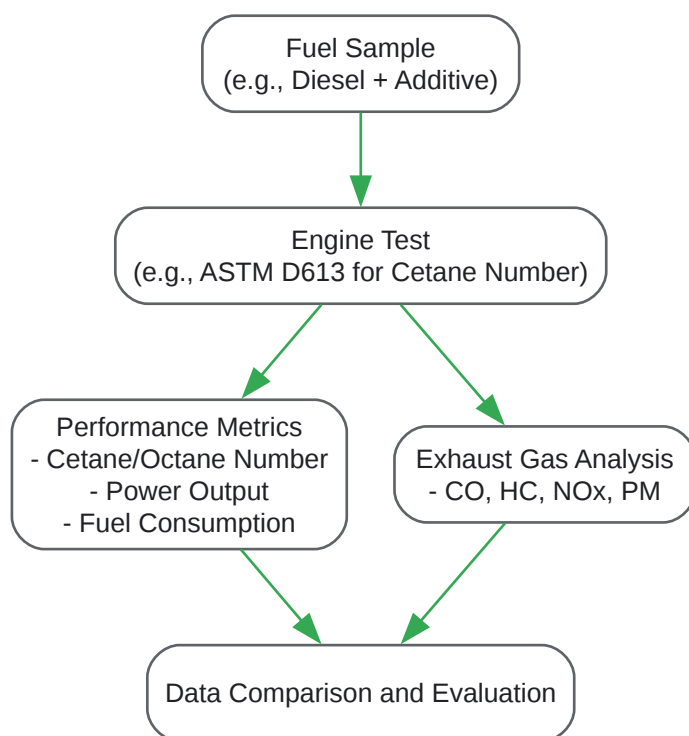 Fuel Sample
(e.g., Diesel + Additive)
Engine Test
(e.g., ASTM D613 for Cetane Number)
Performance Metrics
- Cetane/Octane Number
- Power Output
- Fuel Consumption
Exhaust Gas Analysis
- CO, HC, NOx, PM
Data Comparison and Evaluation